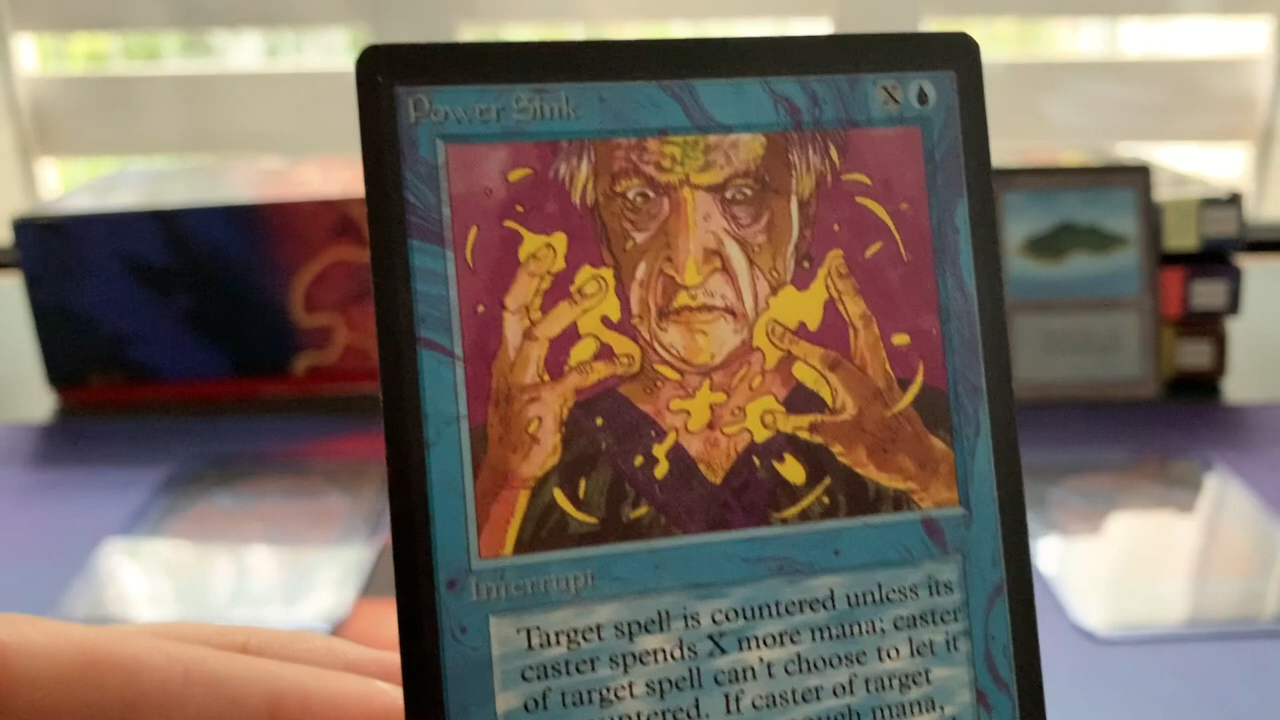 Power Sink X
Interrupt
Target spell is countered unless its
caster spends X more mana; caster
of target spell can't choose to let it
countered. If caster of target
mana,